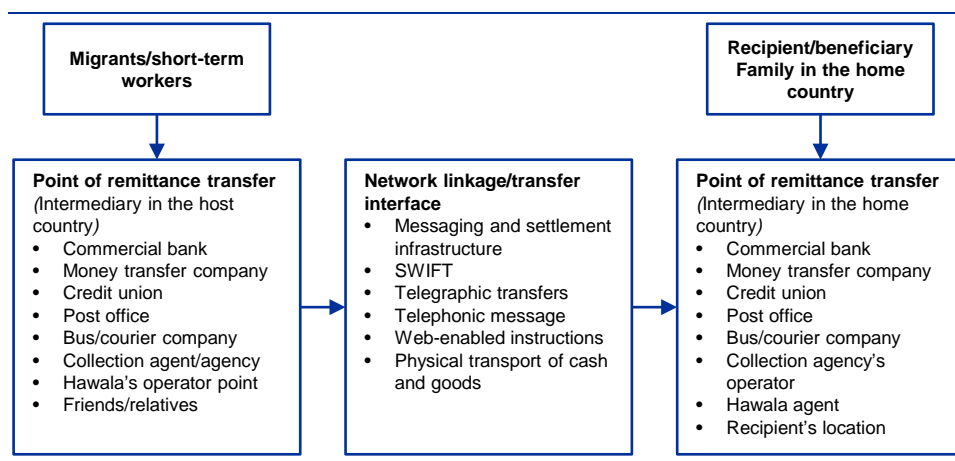 Migrants/short-term
workers
Recipient/beneficiary
Family in the home
country
Point of remittance transfer
(Intermediary in the host
country)
• Commercial bank
• Money transfer company
• Credit union
• Post office
• Bus/courier company
• Collection agent/agency
• Hawala’s operator point
• Friends/relatives
Network linkage/transfer
interface
• Messaging and settlement
infrastructure
• SWIFT
• Telegraphic transfers
• Telephonic message
• Web-enabled instructions
• Physical transport of cash
and goods
Point of remittance transfer
(Intermediary in the home
country)
• Commercial bank
• Money transfer company
• Credit union
• Post office
• Bus/courier company
• Collection agency’s
operator
• Hawala agent
• Recipient’s location